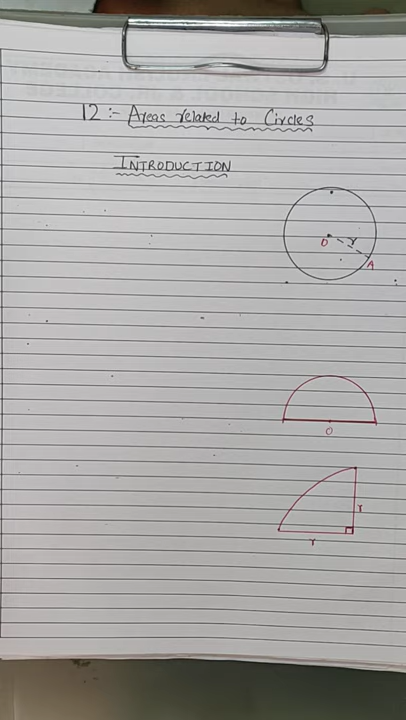 12 :- Areas related to Circles
INTRODUCTION
O r
A
O
r
r